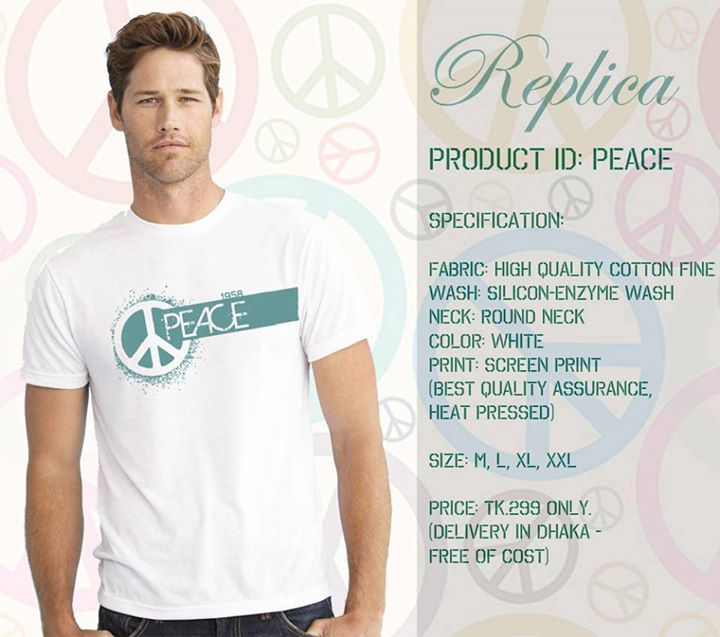 Replica
PRODUCT ID: PEACE
SPECIFICATION:
FABRIC: HIGH QUALITY COTTON FINE
WASH: SILICON-ENZYME WASH
NECK: ROUND NECK
COLOR: WHITE
PRINT: SCREEN PRINT
(BEST QUALITY ASSURANCE,
HEAT PRESSED)
SIZE: M, L, XL, XXL
PRICE: TK.299 ONLY.
(DELIVERY IN DHAKA -
FREE OF COST)
1958
PEACE